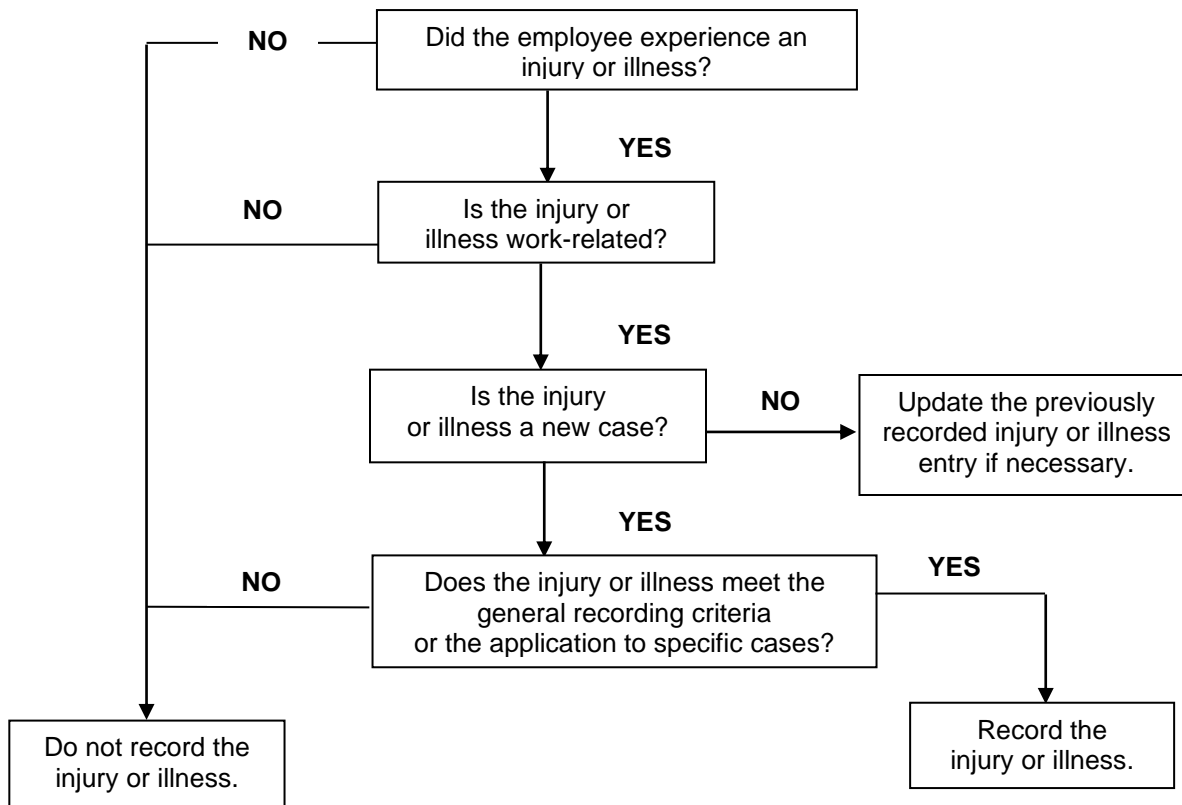 NO
Did the employee experience an
injury or illness?
YES
NO
Is the injury or
illness work-related?
YES
Is the injury
or illness a new case?
NO
Update the previously
recorded injury or illness
entry if necessary.
YES
NO
Does the injury or illness meet the
general recording criteria
or the application to specific cases?
YES
Do not record the
injury or illness.
Record the
injury or illness.